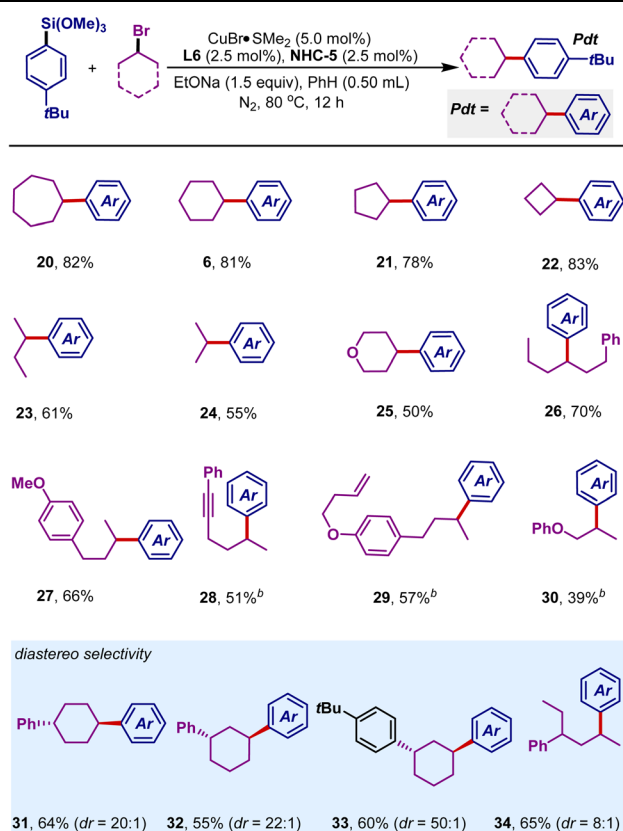 Si(OMe)3
tBu
+
Br
CuBr•SMe2 (5.0 mol%)
L6 (2.5 mol%), NHC-5 (2.5 mol%)
EtONa (1.5 equiv), PhH (0.50 mL)
N2, 80 °C, 12 h
Pdt
tBu
Pdt = Ar
Ar Ar Ar Ar
20, 82% 6, 81% 21, 78% 22, 83%
Ar Ar O Ar Ar Ph
23, 61% 24, 55% 25, 50% 26, 70%
MeO Ar Ph Ar O Ar PhO Ar
27, 66% 28, 51%b 29, 57%b 30, 39%b
diastereo selectivity
Ph Ar Ph Ar tBu Ar Ph Ar
31, 64% (dr = 20:1) 32, 55% (dr = 22:1) 33, 60% (dr = 50:1) 34, 65% (dr = 8:1)